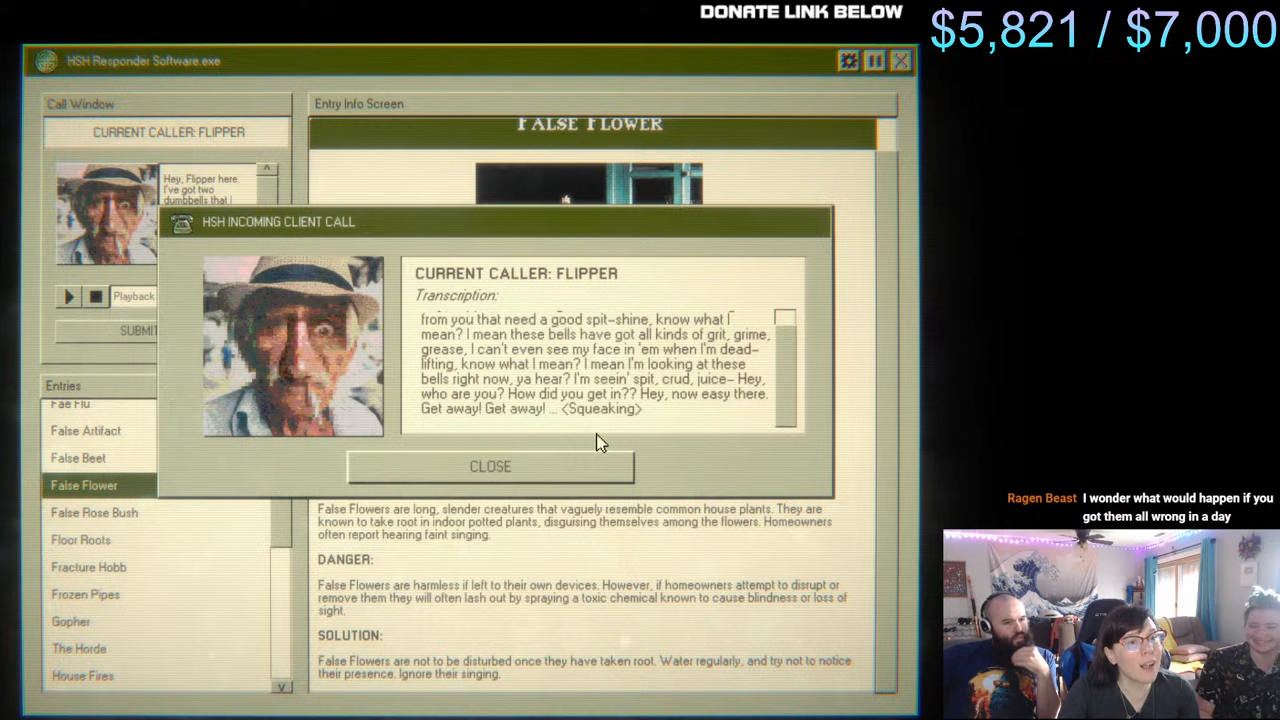 DONATE LINK BELOW
$5,821 / $7,000
HSH Responder Software.exe
Call Window
CURRENT CALLER: FLIPPER
Hey, Flipper here.
I've got two
dumbbells that I
Playback
SUBMIT
Entries
Fae Flu
False Artifact
False Beet
False Flower
False Rose Bush
Floor Roots
Fracture Hobb
Frozen Pipes
Gopher
The Horde
House Fires
Entry Info Screen
FALSE FLOWER
HSH INCOMING CLIENT CALL
CURRENT CALLER: FLIPPER
Transcription:
from you that need a good spit-shine, know what I
mean? I mean these bells have got all kinds of grit, grime,
grease, I can't even see my face in 'em when I'm dead-
lifting, know what I mean? I mean I'm looking at these
bells right now, ya hear? I'm seein' spit, crud, juice- Hey,
who are you? How did you get in?? Hey, now easy there.
Get away! Get away! ... <Squeaking>
CLOSE
False Flowers are long, slender creatures that vaguely resemble common house plants. They are
known to take root in indoor potted plants, disguising themselves among the flowers. Homeowners
often report hearing faint singing.
DANGER:
False Flowers are harmless if left to their own devices. However, if homeowners attempt to disrupt or
remove them they will often lash out by spraying a toxic chemical known to cause blindness or loss of
sight.
SOLUTION:
False Flowers are not to be disturbed once they have taken root. Water regularly, and try not to notice
their presence. Ignore their singing.
Ragen Beast I wonder what would happen if you
got them all wrong in a day